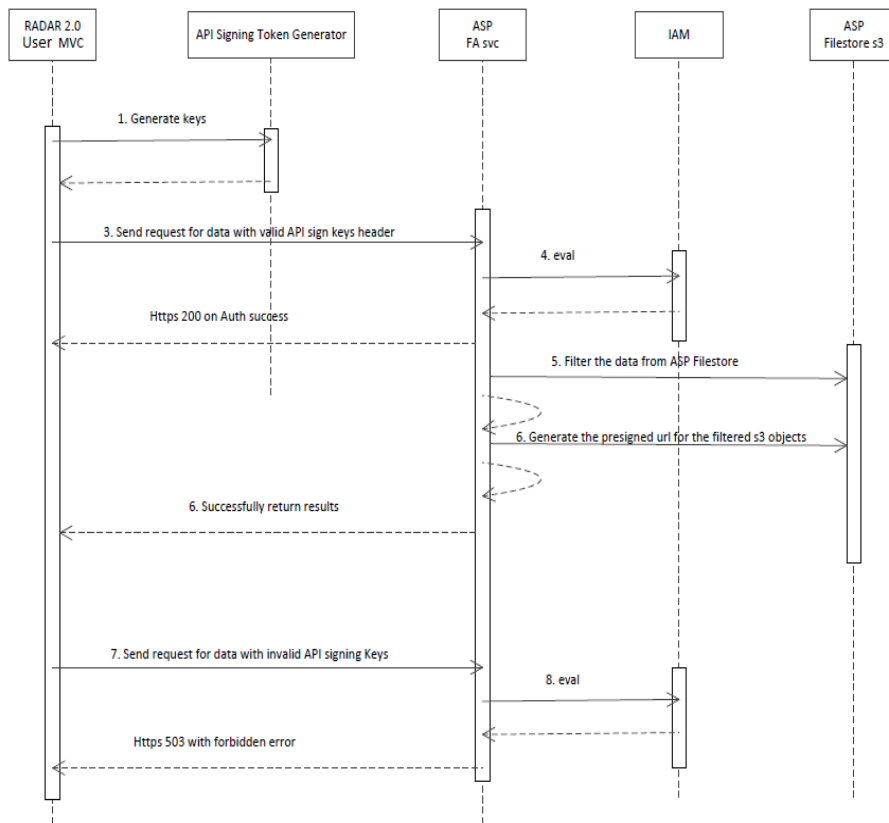 RADAR 2.0
User MVC
API Signing Token Generator
ASP
FA svc
IAM
ASP
Filestore s3
1. Generate keys
3. Send request for data with valid API sign keys header
4. eval
Https 200 on Auth success
5. Filter the data from ASP Filestore
6. Generate the presigned url for the filtered s3 objects
6. Successfully return results
7. Send request for data with invalid API signing Keys
8. eval
Https 503 with forbidden error